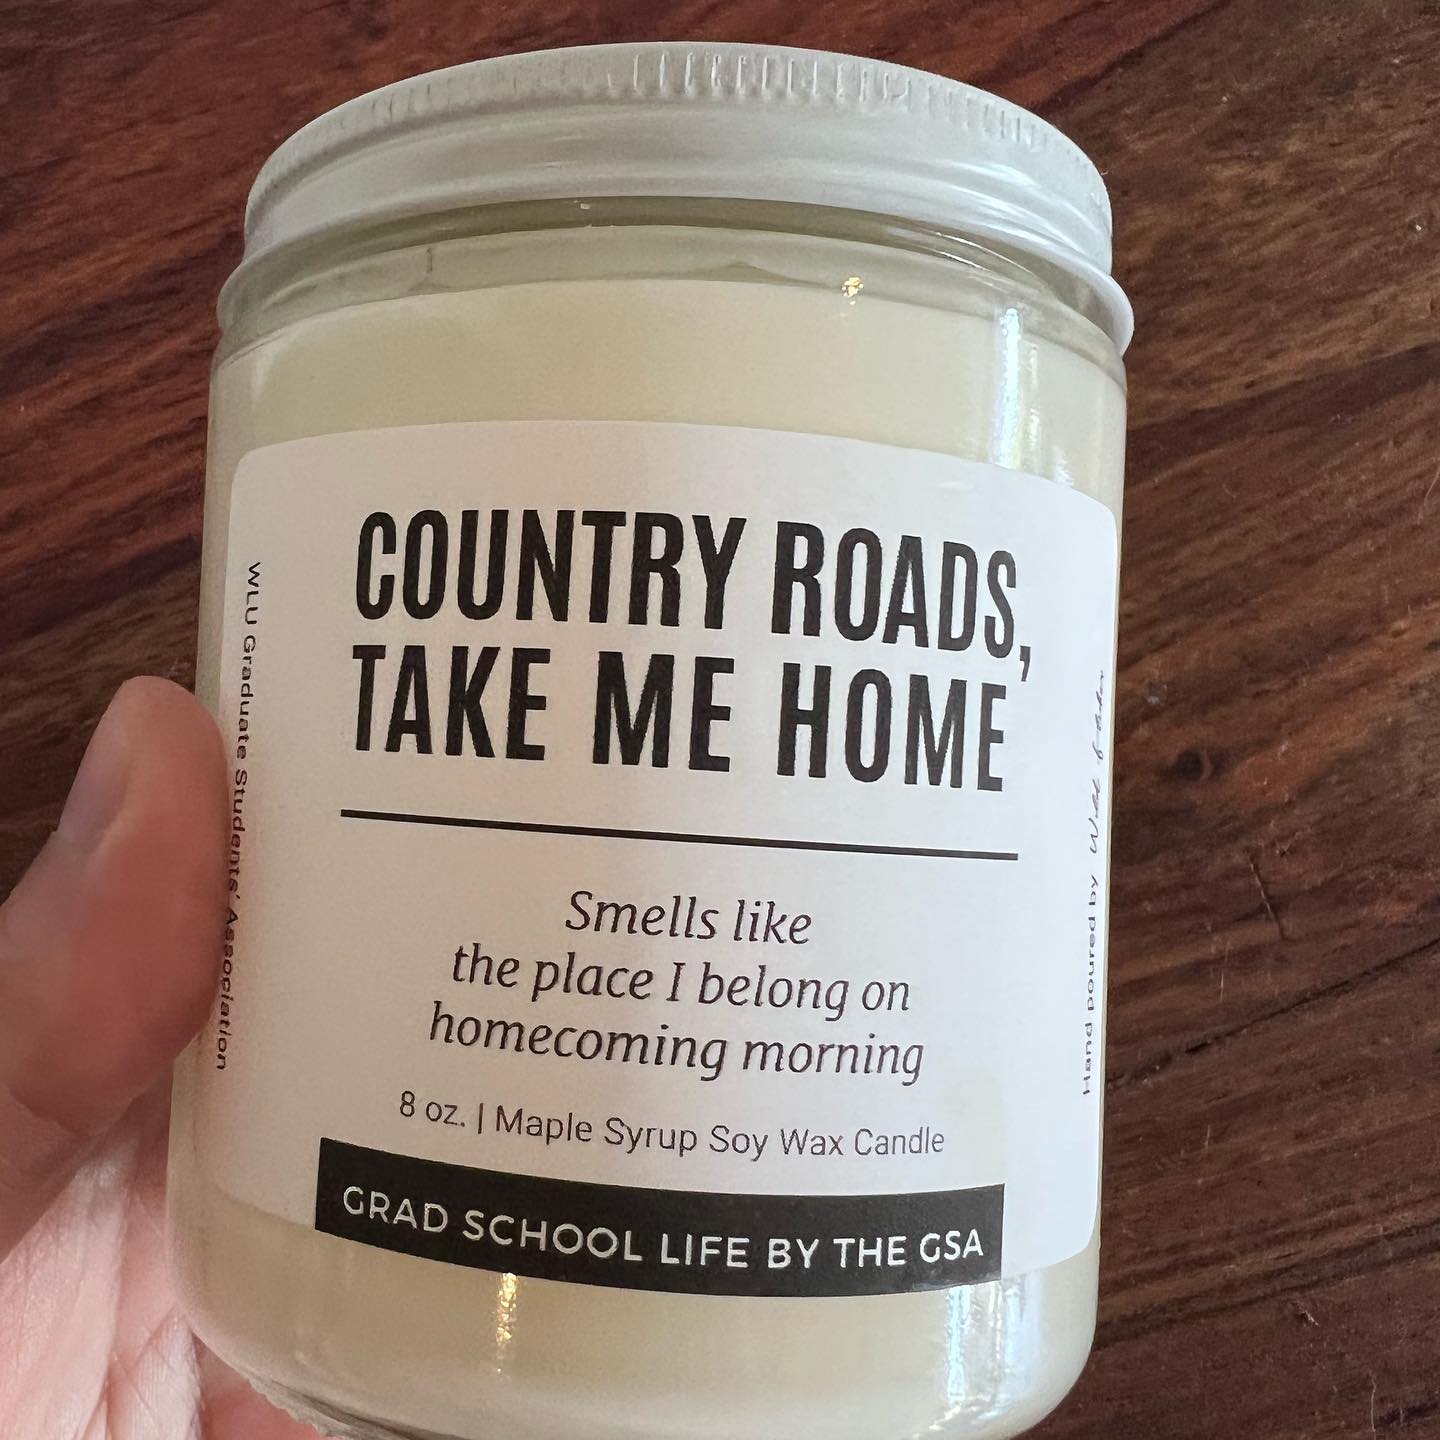 COUNTRY ROADS,
TAKE ME HOME
Smells like
the place I belong on
homecoming morning
8 oz. | Maple Syrup Soy Wax Candle
GRAD SCHOOL LIFE BY THE GSA
WLU Graduate Students' Association
Hand poured by Wild